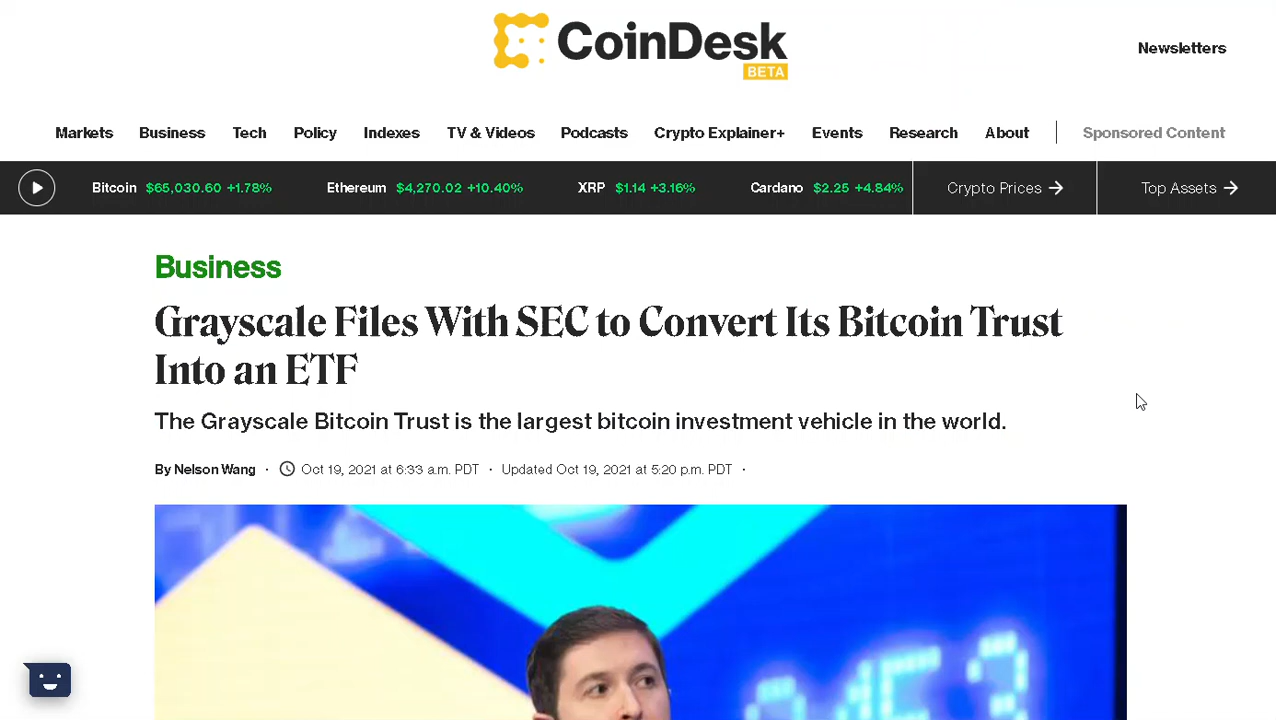 CoinDesk
BETA
Newsletters
Markets Business Tech Policy Indexes TV & Videos Podcasts Crypto Explainer+ Events Research About Sponsored Content
Bitcoin $65,030.60 +1.78% Ethereum $4,270.02 +10.40% XRP $1.14 +3.16% Cardano $2.25 +4.84% Crypto Prices → Top Assets →
Business
Grayscale Files With SEC to Convert Its Bitcoin Trust
Into an ETF
The Grayscale Bitcoin Trust is the largest bitcoin investment vehicle in the world.
By Nelson Wang · Oct 19, 2021 at 6:33 a.m. PDT · Updated Oct 19, 2021 at 5:20 p.m. PDT ·